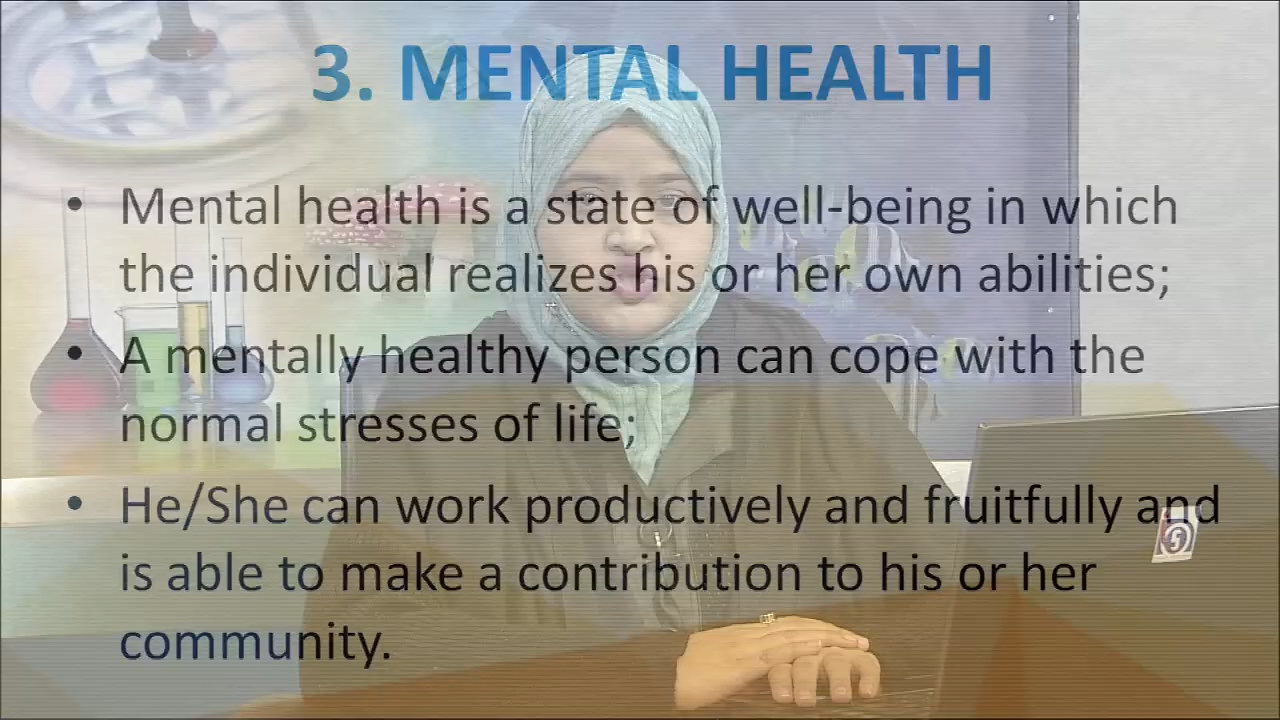 3. MENTAL HEALTH
• Mental health is a state of well-being in which
the individual realizes his or her own abilities;
• A mentally healthy person can cope with the
normal stresses of life;
• He/She can work productively and fruitfully and
is able to make a contribution to his or her
community.